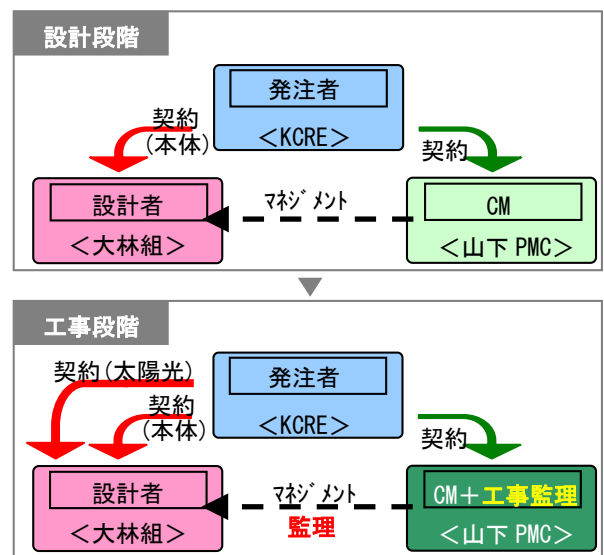 設計段階
発注者
＜KCRE＞
契約
(本体)
契約
設計者
＜大林組＞
ﾏﾈｼﾞﾒﾝﾄ
CM
＜山下 PMC＞
工事段階
契約(太陽光)
発注者
＜KCRE＞
契約
(本体)
契約
設計者
＜大林組＞
ﾏﾈｼﾞﾒﾝﾄ
監理
CM＋工事監理
＜山下 PMC＞